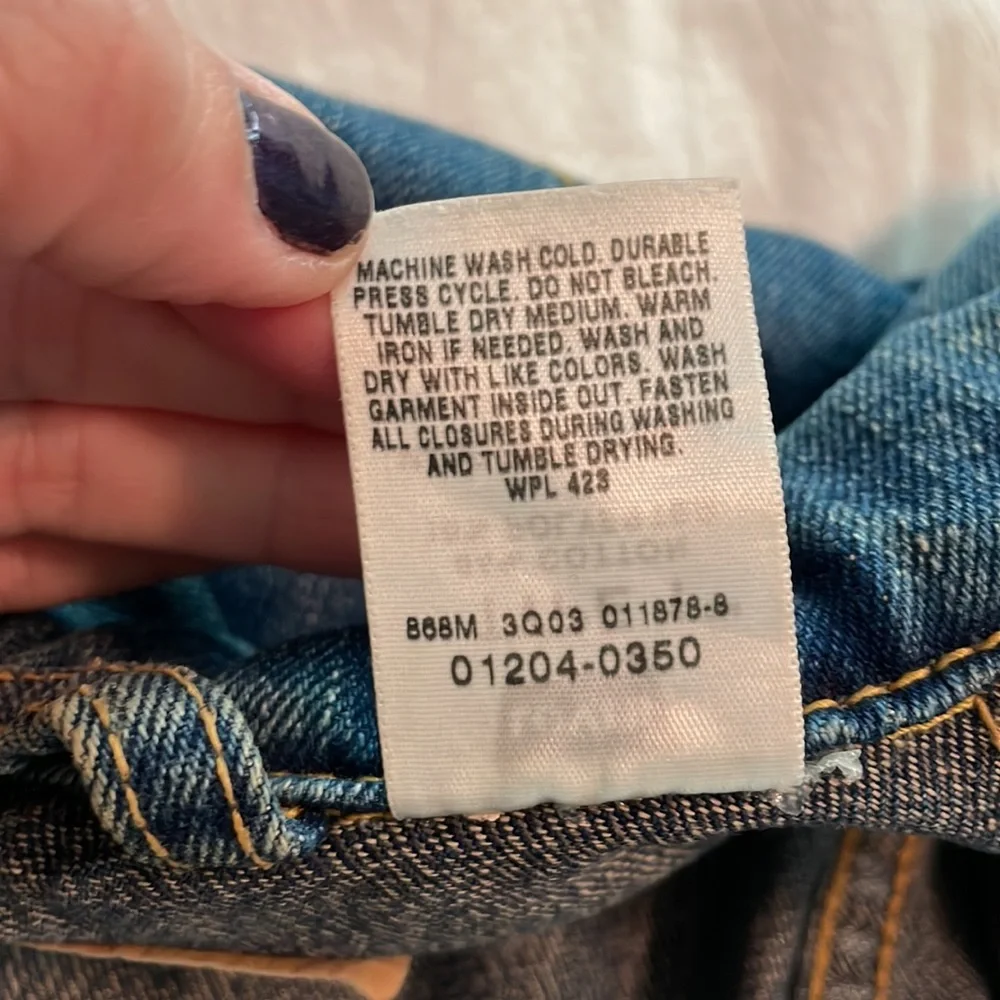 MACHINE WASH COLD. DURABLE
PRESS CYCLE. DO NOT BLEACH.
TUMBLE DRY MEDIUM. WARM
IRON IF NEEDED. WASH AND
DRY WITH LIKE COLORS. WASH
GARMENT INSIDE OUT. FASTEN
ALL CLOSURES DURING WASHING
AND TUMBLE DRYING.
WPL 423
868M 3Q03 011878-8
01204-0350